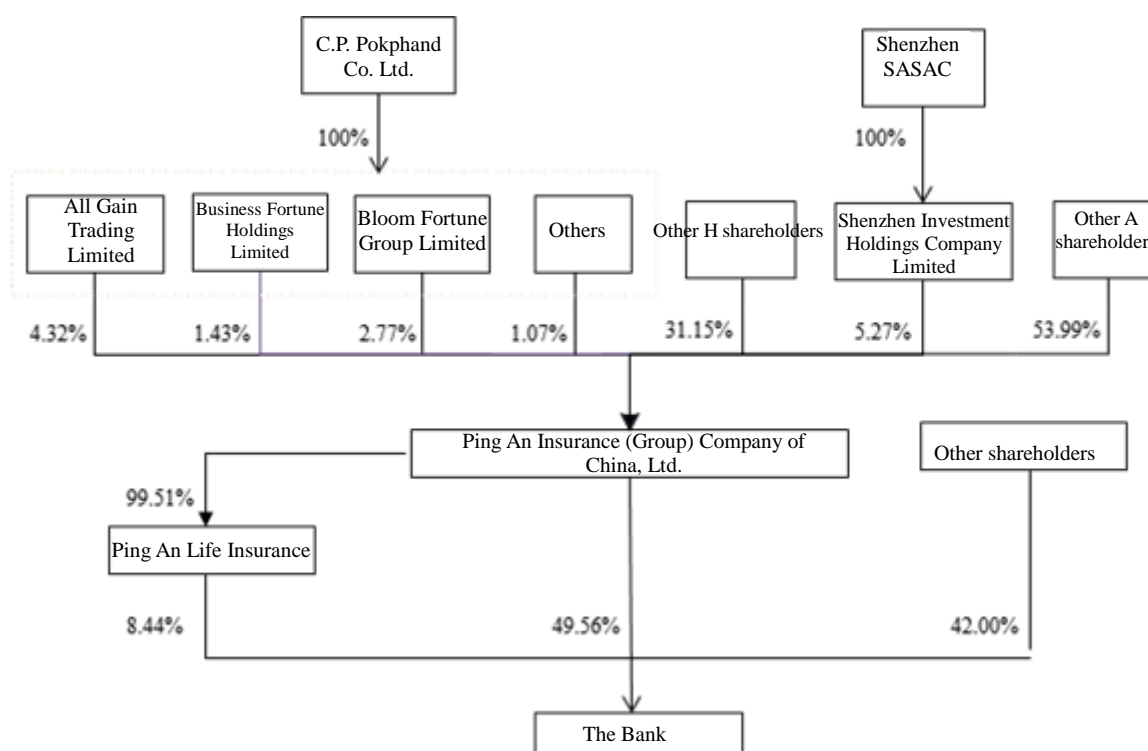 C.P. Pokphand
Co. Ltd.
Shenzhen
SASAC
100%
100%
All Gain
Trading
Limited
Business Fortune
Holdings
Limited
Bloom Fortune
Group Limited
Others
Other H shareholders
Shenzhen Investment
Holdings Company
Limited
Other A
shareholder
4.32%
1.43%
2.77%
1.07%
31.15%
5.27%
53.99%
Ping An Insurance (Group) Company of
China, Ltd.
Other shareholders
99.51%
Ping An Life Insurance
8.44%
49.56%
42.00%
The Bank